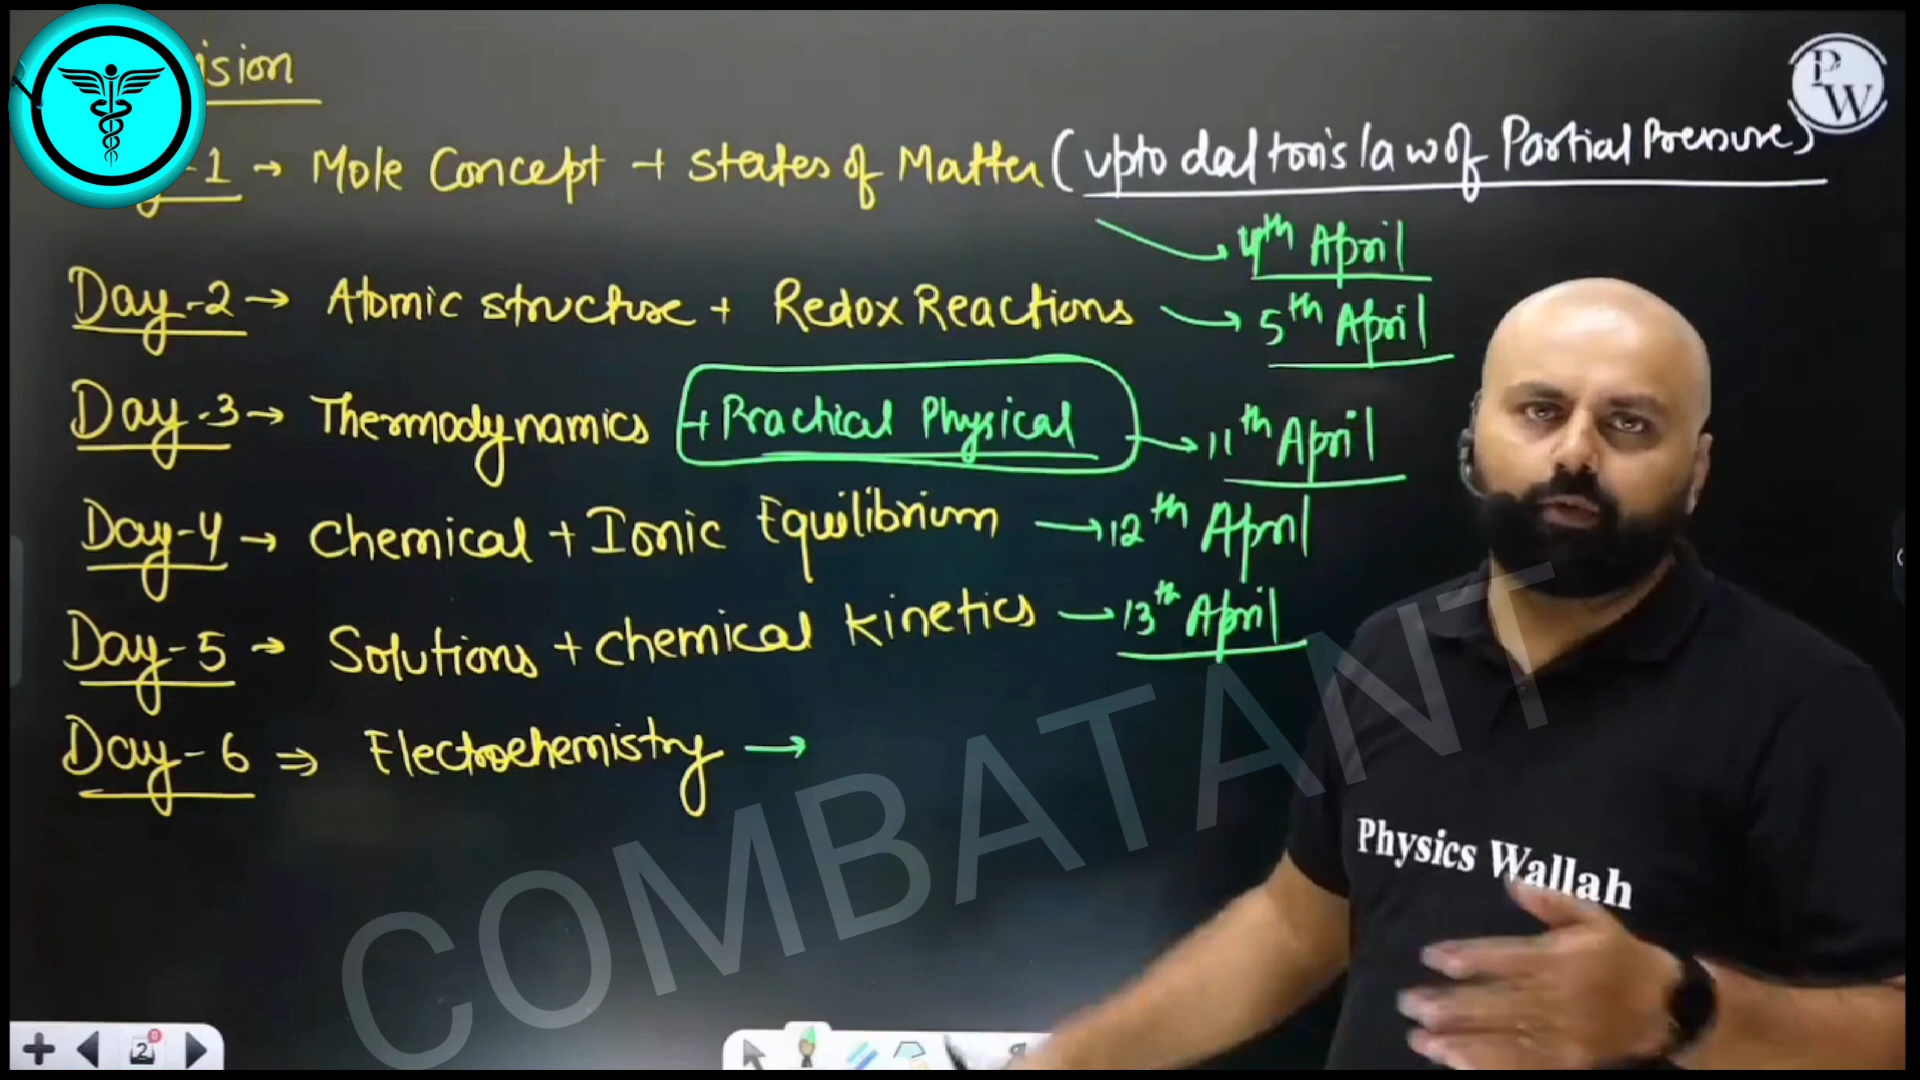 ision
-1 → Mole Concept + States of Matter (upto dalton's law of Partial Pressure)
→ 4th April
Day-2 → Atomic structure + Redox Reactions → 5th April
Day-3 → Thermodynamics + Practical Physical → 11th April
Day-4 → Chemical + Ionic Equilibrium → 12th April
Day-5 → Solutions + chemical kinetics → 13th April
Day-6 ⇒ Electrochemistry →
PW
Physics Wallah
COMBATANT
2